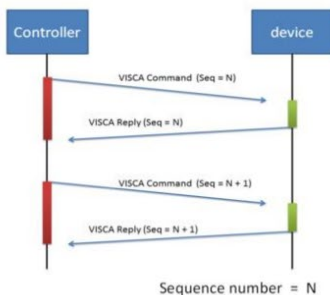 Controller
device
VISCA Command (Seq = N)
VISCA Reply (Seq = N)
VISCA Command (Seq = N + 1)
VISCA Reply (Seq = N + 1)
Sequence number = N